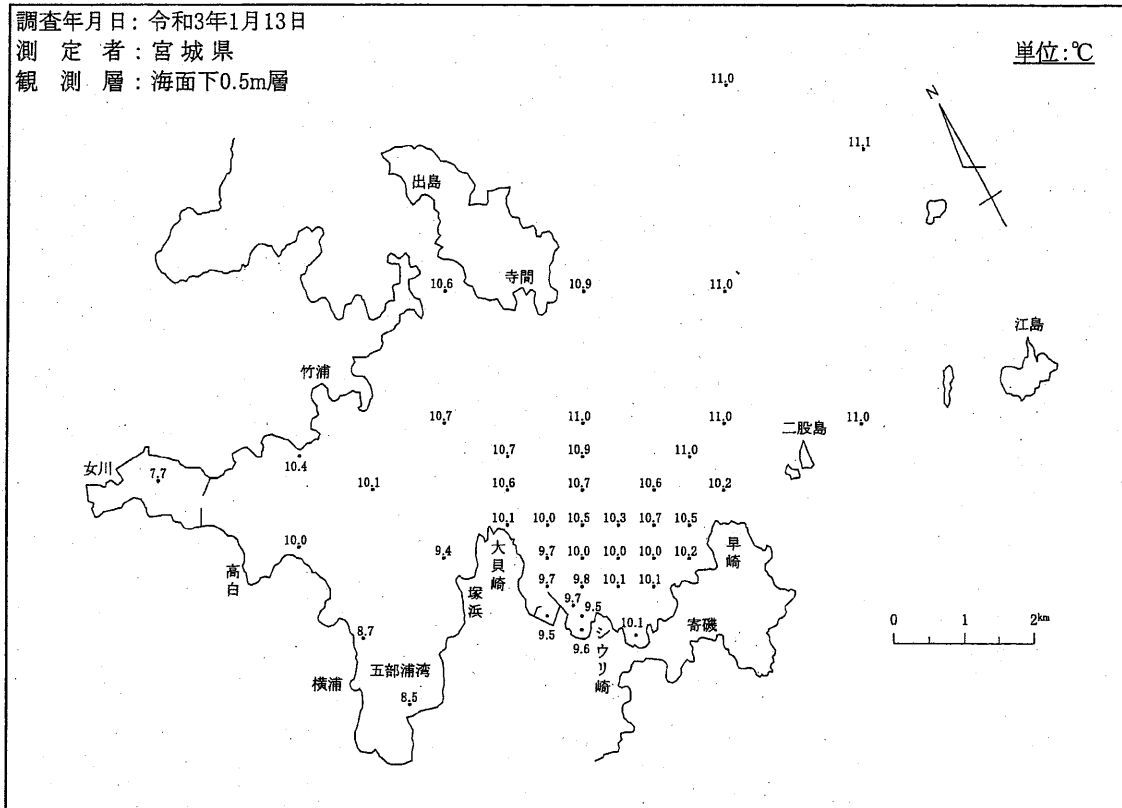 調査年月日：令和3年1月13日
測定者：宮城県
観測層：海面下0.5m層
単位：℃
11.0
11.1
N
出島
寺間
10.6
10.9
11.0
江島
竹浦
10.7
11.0
11.0
11.0
二股島
女川
7.7
10.4
10.7
10.9
11.0
10.1
10.6
10.7
10.6
10.2
10.1
10.0
10.5
10.3
10.7
10.5
高白
10.0
9.4
大貝崎
9.7
10.0
10.0
10.0
10.2
早崎
塚浜
9.7
9.8
10.1
10.1
9.7
9.5
9.5
9.6
シウリ崎
10.1
寄磯
0 1 2km
8.7
横浦
五部浦湾
8.5